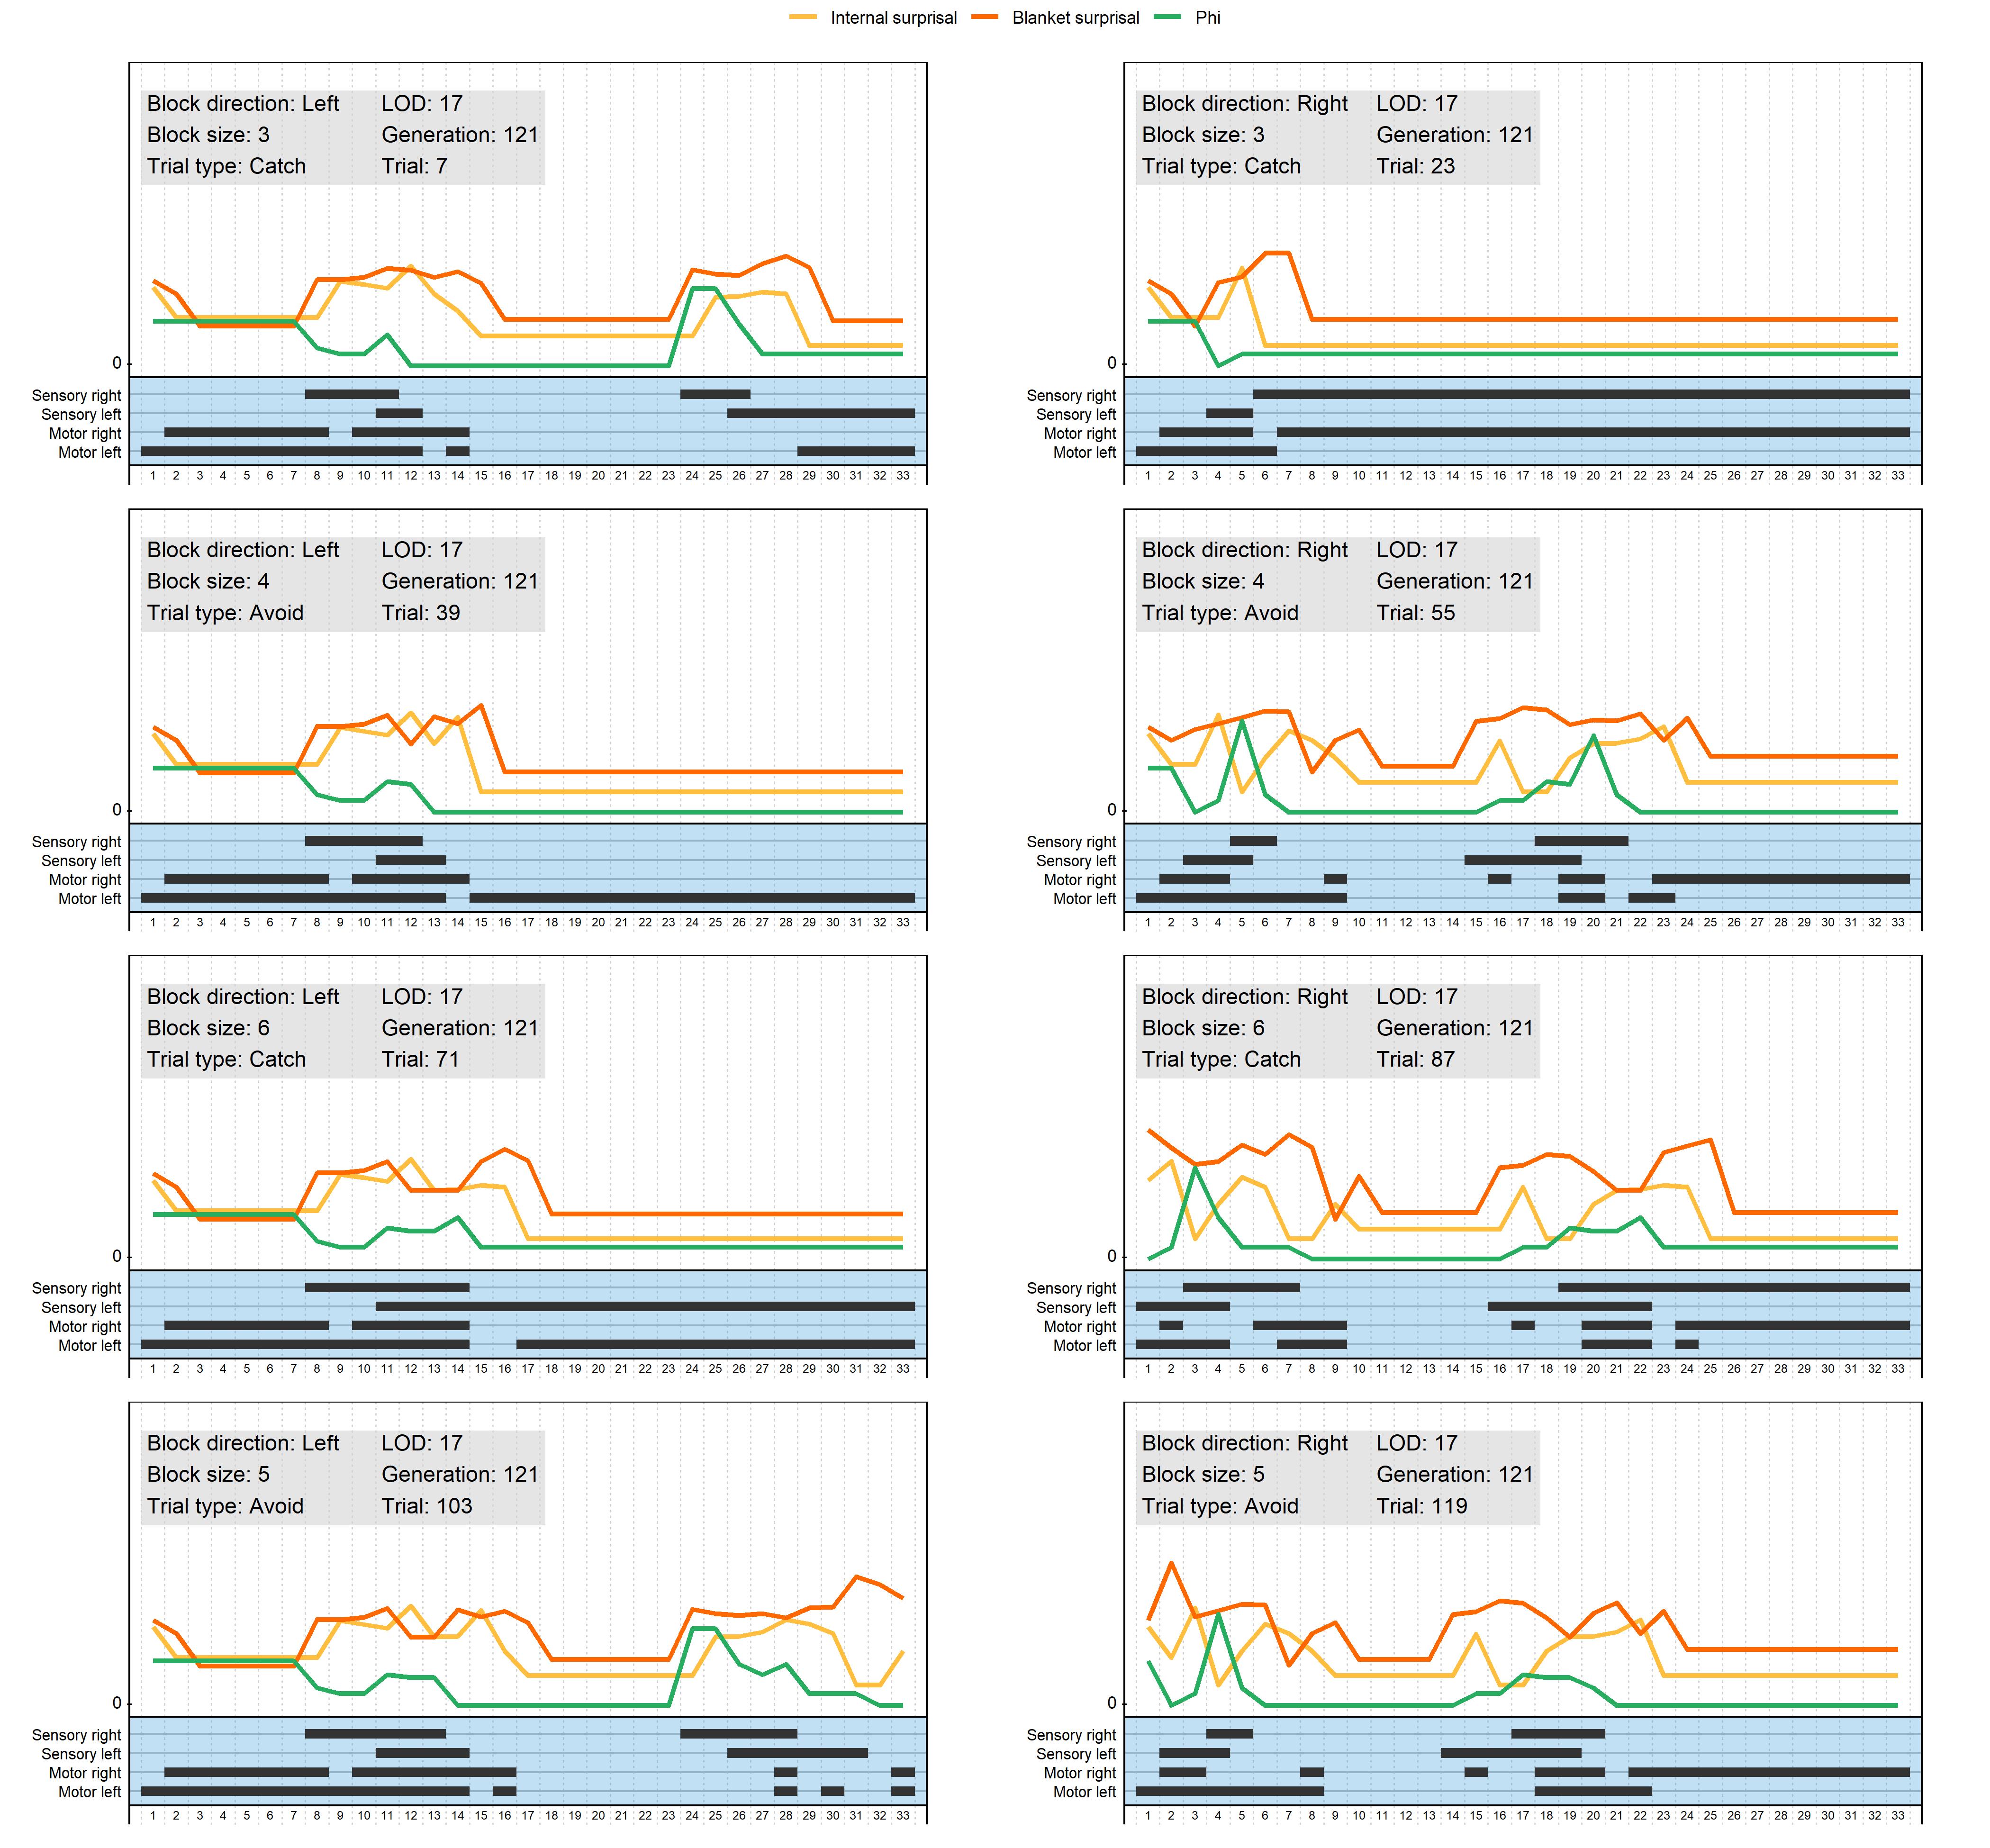 Internal surprisal Blanket surprisal Phi
Block direction: Left LOD: 17
Block size: 3 Generation: 121
Trial type: Catch Trial: 7
0
Sensory right
Sensory left
Motor right
Motor left
1 2 3 4 5 6 7 8 9 10 11 12 13 14 15 16 17 18 19 20 21 22 23 24 25 26 27 28 29 30 31 32 33
Block direction: Right LOD: 17
Block size: 3 Generation: 121
Trial type: Catch Trial: 23
0
Sensory right
Sensory left
Motor right
Motor left
1 2 3 4 5 6 7 8 9 10 11 12 13 14 15 16 17 18 19 20 21 22 23 24 25 26 27 28 29 30 31 32 33
Block direction: Left LOD: 17
Block size: 4 Generation: 121
Trial type: Avoid Trial: 39
0
Sensory right
Sensory left
Motor right
Motor left
1 2 3 4 5 6 7 8 9 10 11 12 13 14 15 16 17 18 19 20 21 22 23 24 25 26 27 28 29 30 31 32 33
Block direction: Right LOD: 17
Block size: 4 Generation: 121
Trial type: Avoid Trial: 55
0
Sensory right
Sensory left
Motor right
Motor left
1 2 3 4 5 6 7 8 9 10 11 12 13 14 15 16 17 18 19 20 21 22 23 24 25 26 27 28 29 30 31 32 33
Block direction: Left LOD: 17
Block size: 6 Generation: 121
Trial type: Catch Trial: 71
0
Sensory right
Sensory left
Motor right
Motor left
1 2 3 4 5 6 7 8 9 10 11 12 13 14 15 16 17 18 19 20 21 22 23 24 25 26 27 28 29 30 31 32 33
Block direction: Right LOD: 17
Block size: 6 Generation: 121
Trial type: Catch Trial: 87
0
Sensory right
Sensory left
Motor right
Motor left
1 2 3 4 5 6 7 8 9 10 11 12 13 14 15 16 17 18 19 20 21 22 23 24 25 26 27 28 29 30 31 32 33
Block direction: Left LOD: 17
Block size: 5 Generation: 121
Trial type: Avoid Trial: 103
0
Sensory right
Sensory left
Motor right
Motor left
1 2 3 4 5 6 7 8 9 10 11 12 13 14 15 16 17 18 19 20 21 22 23 24 25 26 27 28 29 30 31 32 33
Block direction: Right LOD: 17
Block size: 5 Generation: 121
Trial type: Avoid Trial: 119
0
Sensory right
Sensory left
Motor right
Motor left
1 2 3 4 5 6 7 8 9 10 11 12 13 14 15 16 17 18 19 20 21 22 23 24 25 26 27 28 29 30 31 32 33